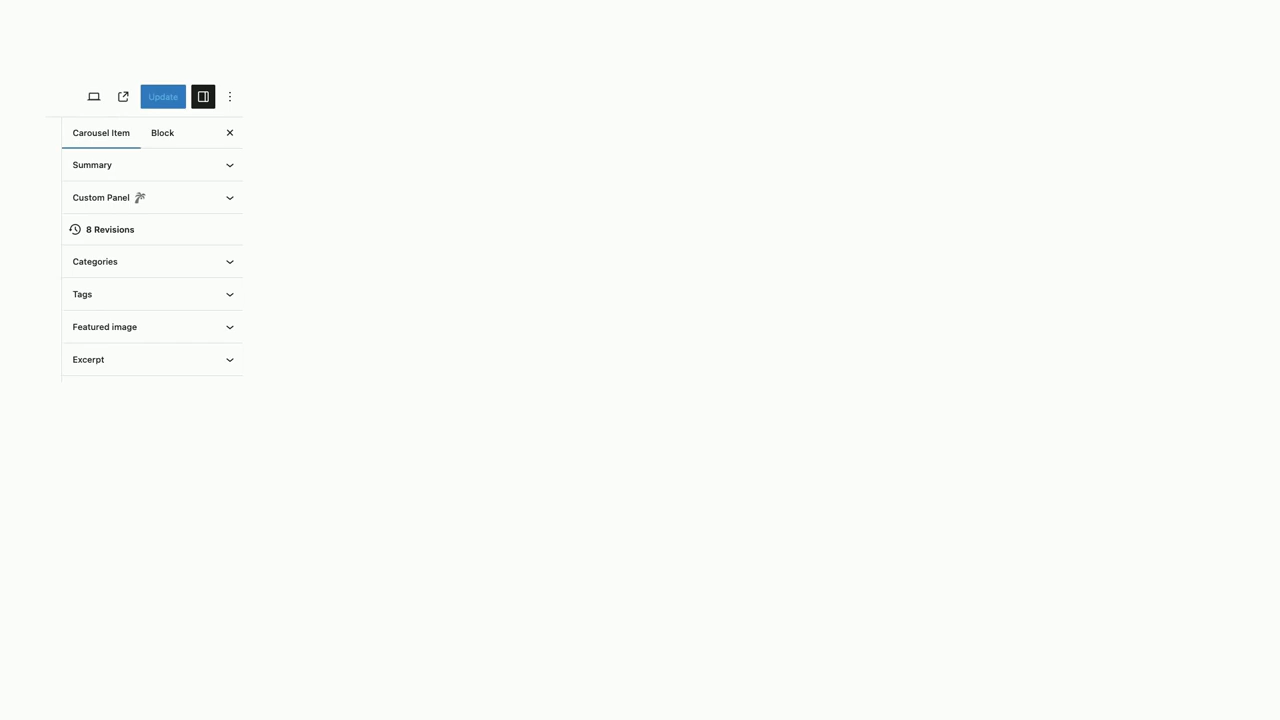 Update
Carousel Item Block
Summary
Custom Panel
8 Revisions
Categories
Tags
Featured image
Excerpt